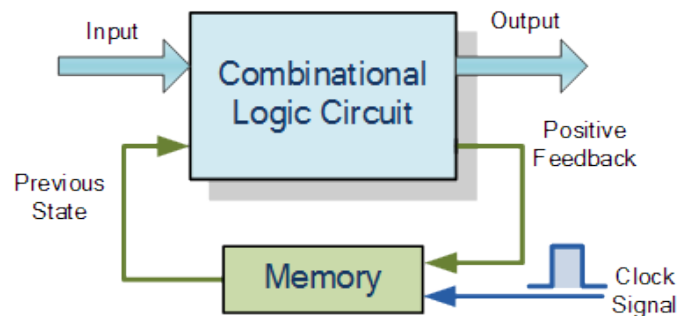 Input
Output
Combinational
Logic Circuit
Positive
Feedback
Previous
State
Memory
Clock
Signal